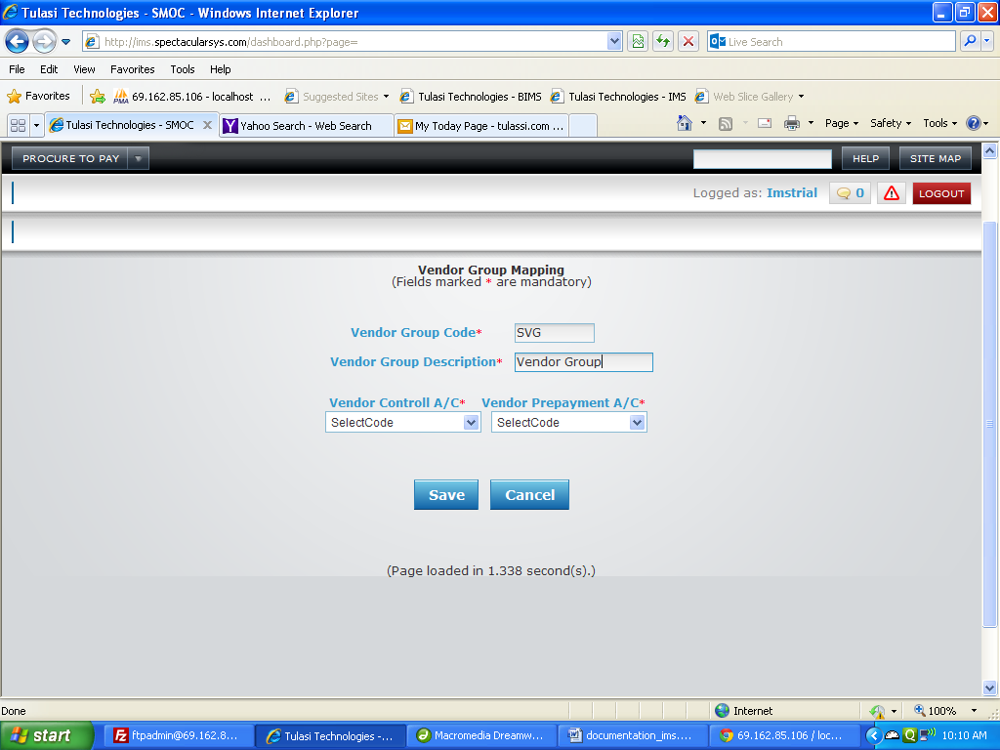 Tulasi Technologies - SMOC - Windows Internet Explorer
http://ims.spectacularsys.com/dashboard.php?page=
Live Search
File Edit View Favorites Tools Help
Favorites PMA 69.162.85.106 - localhost ... Suggested Sites Tulasi Technologies - BIMS Tulasi Technologies - IMS Web Slice Gallery
Tulasi Technologies - SMOC X Yahoo Search - Web Search My Today Page - tulassi.com ... Page Safety Tools
PROCURE TO PAY HELP SITE MAP
Logged as: Imstrial 0 LOGOUT
Vendor Group Mapping
(Fields marked * are mandatory)
Vendor Group Code* SVG
Vendor Group Description* Vendor Group
Vendor Controll A/C* Vendor Prepayment A/C*
SelectCode SelectCode
Save Cancel
(Page loaded in 1.338 second(s).)
Done Internet 100%
start ftpadmin@69.162.8... Tulasi Technologies -... Macromedia Dreamw... documentation_ims.... 69.162.85.106 / loc... 10:10 AM